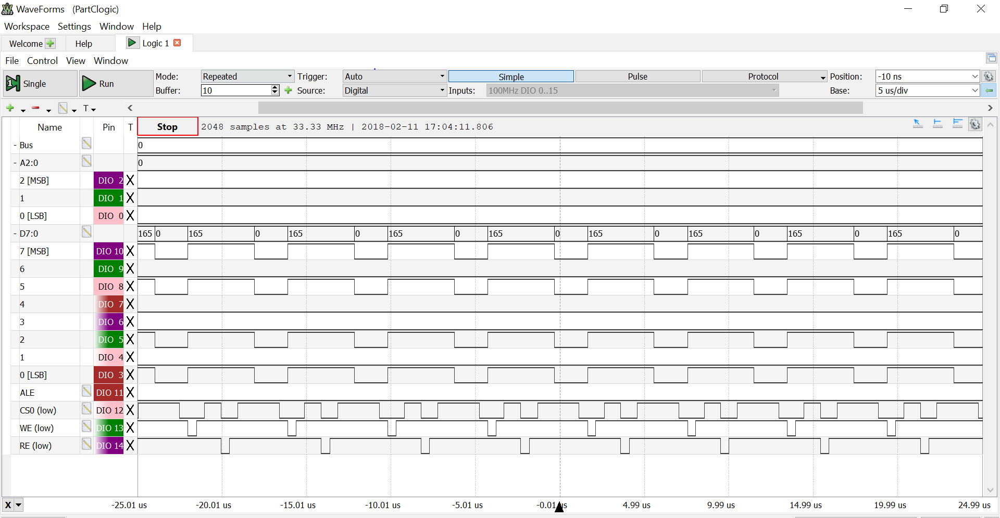 WaveForms (PartClogic)
Workspace Settings Window Help
Welcome Help Logic 1
File Control View Window
Single Run Mode: Repeated Trigger: Auto Simple Pulse Protocol Position: -10 ns
Buffer: 10 Source: Digital Inputs: 100MHz DIO 0..15 Base: 5 us/div
T
Name Pin T Stop 2048 samples at 33.33 MHz | 2018-02-11 17:04:11.806
- Bus 0
- A2:0 0
2 [MSB] DIO 2 X
1 DIO 1 X
0 [LSB] DIO 0 X
- D7:0 165 0 165 0 165 0 165 0 165 0 165 0 165 0 165 0 165 0
7 [MSB] DIO 10 X
6 DIO 9 X
5 DIO 8 X
4 DIO 7 X
3 DIO 6 X
2 DIO 5 X
1 DIO 4 X
0 [LSB] DIO 3 X
ALE DIO 11 X
CS0 (low) DIO 12 X
WE (low) DIO 13 X
RE (low) DIO 14 X
X -25.01 us -20.01 us -15.01 us -10.01 us -5.01 us -0.01 us 4.99 us 9.99 us 14.99 us 19.99 us 24.99 us